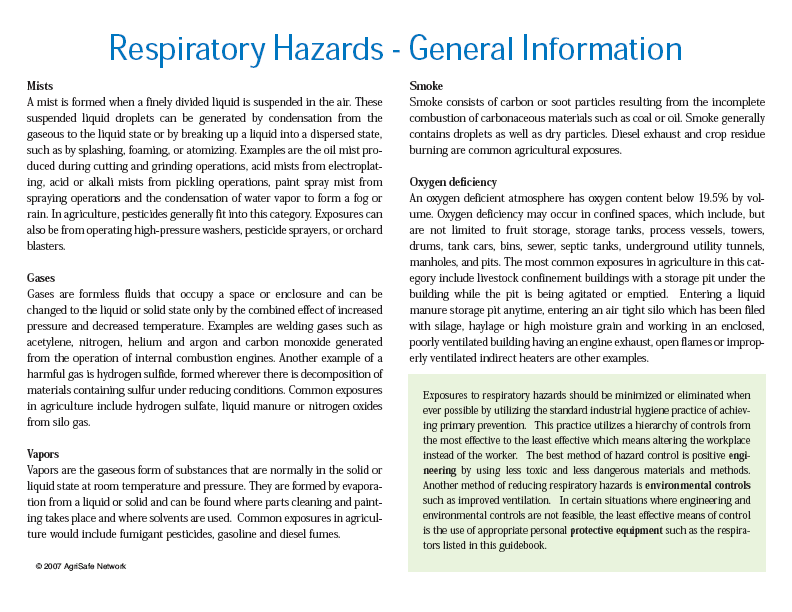 Respiratory Hazards - General Information
Mists
A mist is formed when a finely divided liquid is suspended in the air. These
suspended liquid droplets can be generated by condensation from the
gaseous to the liquid state or by breaking up a liquid into a dispersed state,
such as by splashing, foaming, or atomizing. Examples are the oil mist pro-
duced during cutting and grinding operations, acid mists from electroplat-
ing, acid or alkali mists from pickling operations, paint spray mist from
spraying operations and the condensation of water vapor to form a fog or
rain. In agriculture, pesticides generally fit into this category. Exposures can
also be from operating high-pressure washers, pesticide sprayers, or orchard
blasters.
Gases
Gases are formless fluids that occupy a space or enclosure and can be
changed to the liquid or solid state only by the combined effect of increased
pressure and decreased temperature. Examples are welding gases such as
acetylene, nitrogen, helium and argon and carbon monoxide generated
from the operation of internal combustion engines. Another example of a
harmful gas is hydrogen sulfide, formed wherever there is decomposition of
materials containing sulfur under reducing conditions. Common exposures
in agriculture include hydrogen sulfate, liquid manure or nitrogen oxides
from silo gas.
Vapors
Vapors are the gaseous form of substances that are normally in the solid or
liquid state at room temperature and pressure. They are formed by evapora-
tion from a liquid or solid and can be found where parts cleaning and paint-
ing takes place and where solvents are used. Common exposures in agricul-
ture would include fumigant pesticides, gasoline and diesel fumes.
© 2007 AgriSafe Network
Smoke
Smoke consists of carbon or soot particles resulting from the incomplete
combustion of carbonaceous materials such as coal or oil. Smoke generally
contains droplets as well as dry particles. Diesel exhaust and crop residue
burning are common agricultural exposures.
Oxygen deficiency
An oxygen deficient atmosphere has oxygen content below 19.5% by vol-
ume. Oxygen deficiency may occur in confined spaces, which include, but
are not limited to fruit storage, storage tanks, process vessels, towers,
drums, tank cars, bins, sewer, septic tanks, underground utility tunnels,
manholes, and pits. The most common exposures in agriculture in this cat-
egory include livestock confinement buildings with a storage pit under the
building while the pit is being agitated or emptied. Entering a liquid
manure storage pit anytime, entering an air tight silo which has been filed
with silage, haylage or high moisture grain and working in an enclosed,
poorly ventilated building having an engine exhaust, open flames or improp-
erly ventilated indirect heaters are other examples.
Exposures to respiratory hazards should be minimized or eliminated when
ever possible by utilizing the standard industrial hygiene practice of achiev-
ing primary prevention. This practice utilizes a hierarchy of controls from
the most effective to the least effective which means altering the workplace
instead of the worker. The best method of hazard control is positive engi-
neering by using less toxic and less dangerous materials and methods.
Another method of reducing respiratory hazards is environmental controls
such as improved ventilation. In certain situations where engineering and
environmental controls are not feasible, the least effective means of control
is the use of appropriate personal protective equipment such as the respira-
tors listed in this guidebook.